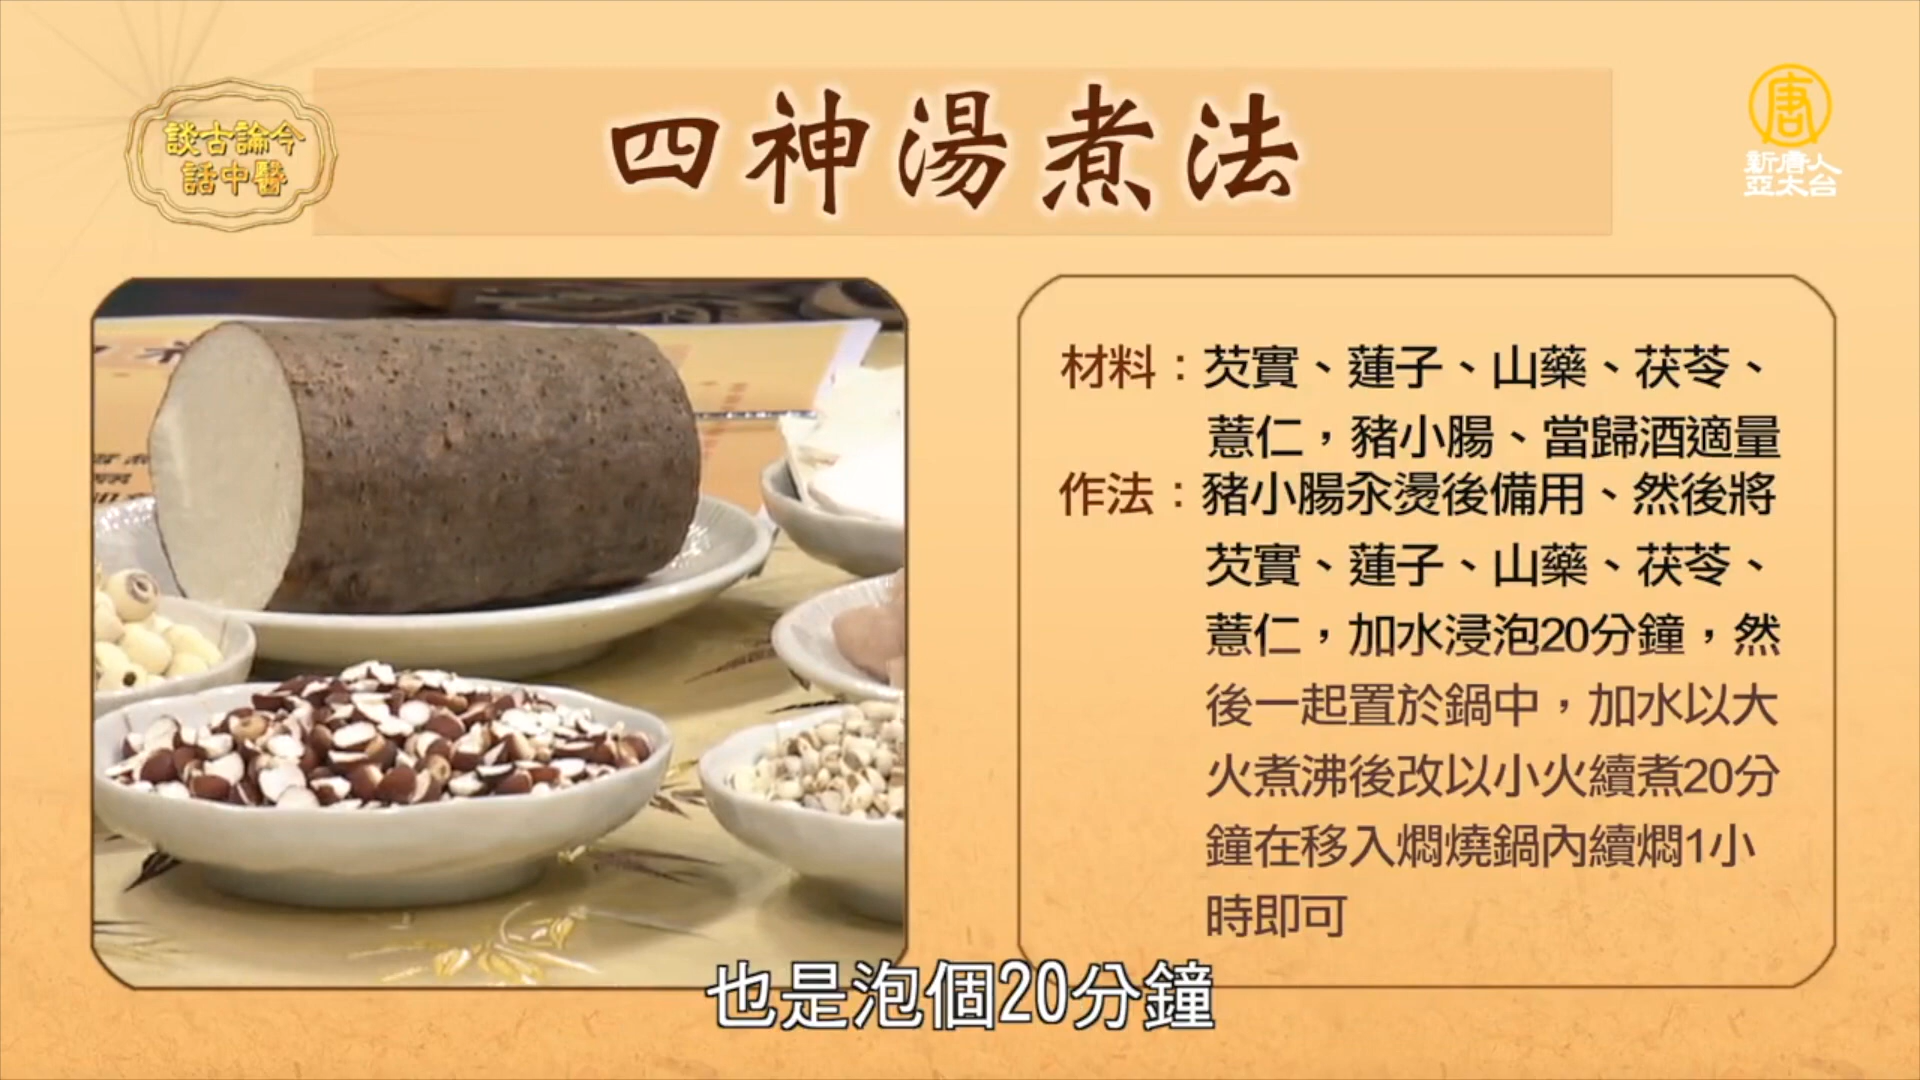 談古論今
話中醫
四神湯煮法
新唐人
亞太台
材料：芡實、蓮子、山藥、茯苓、
薏仁，豬小腸、當歸酒適量
作法：豬小腸汆燙後備用、然後將
芡實、蓮子、山藥、茯苓、
薏仁，加水浸泡20分鐘，然
後一起置於鍋中，加水以大
火煮沸後改以小火續煮20分
鐘在移入燜燒鍋內續燜1小
時即可
也是泡個20分鐘